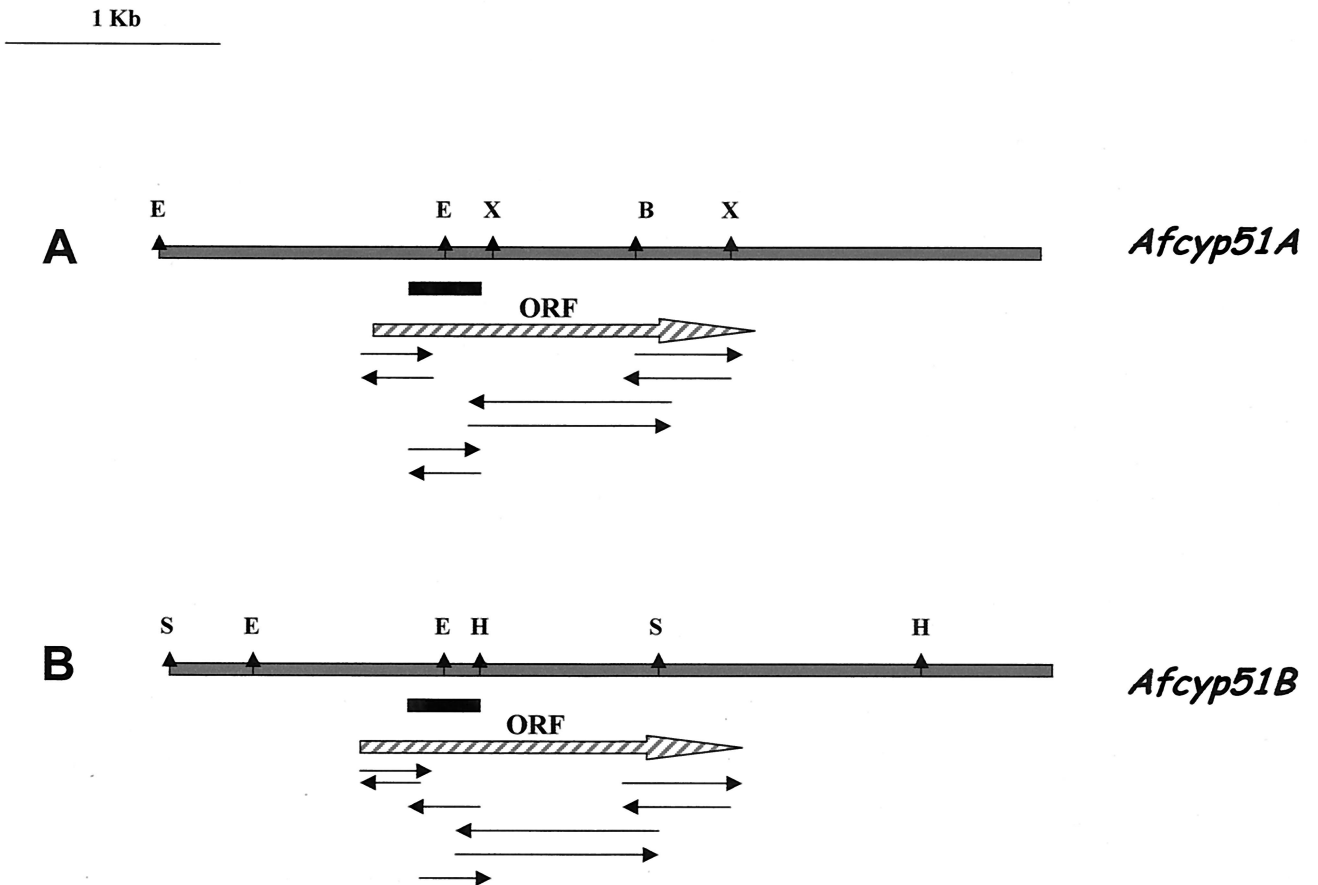 1 Kb
E E X B X
A Afcyp51A
ORF
S E E H S H
B Afcyp51B
ORF